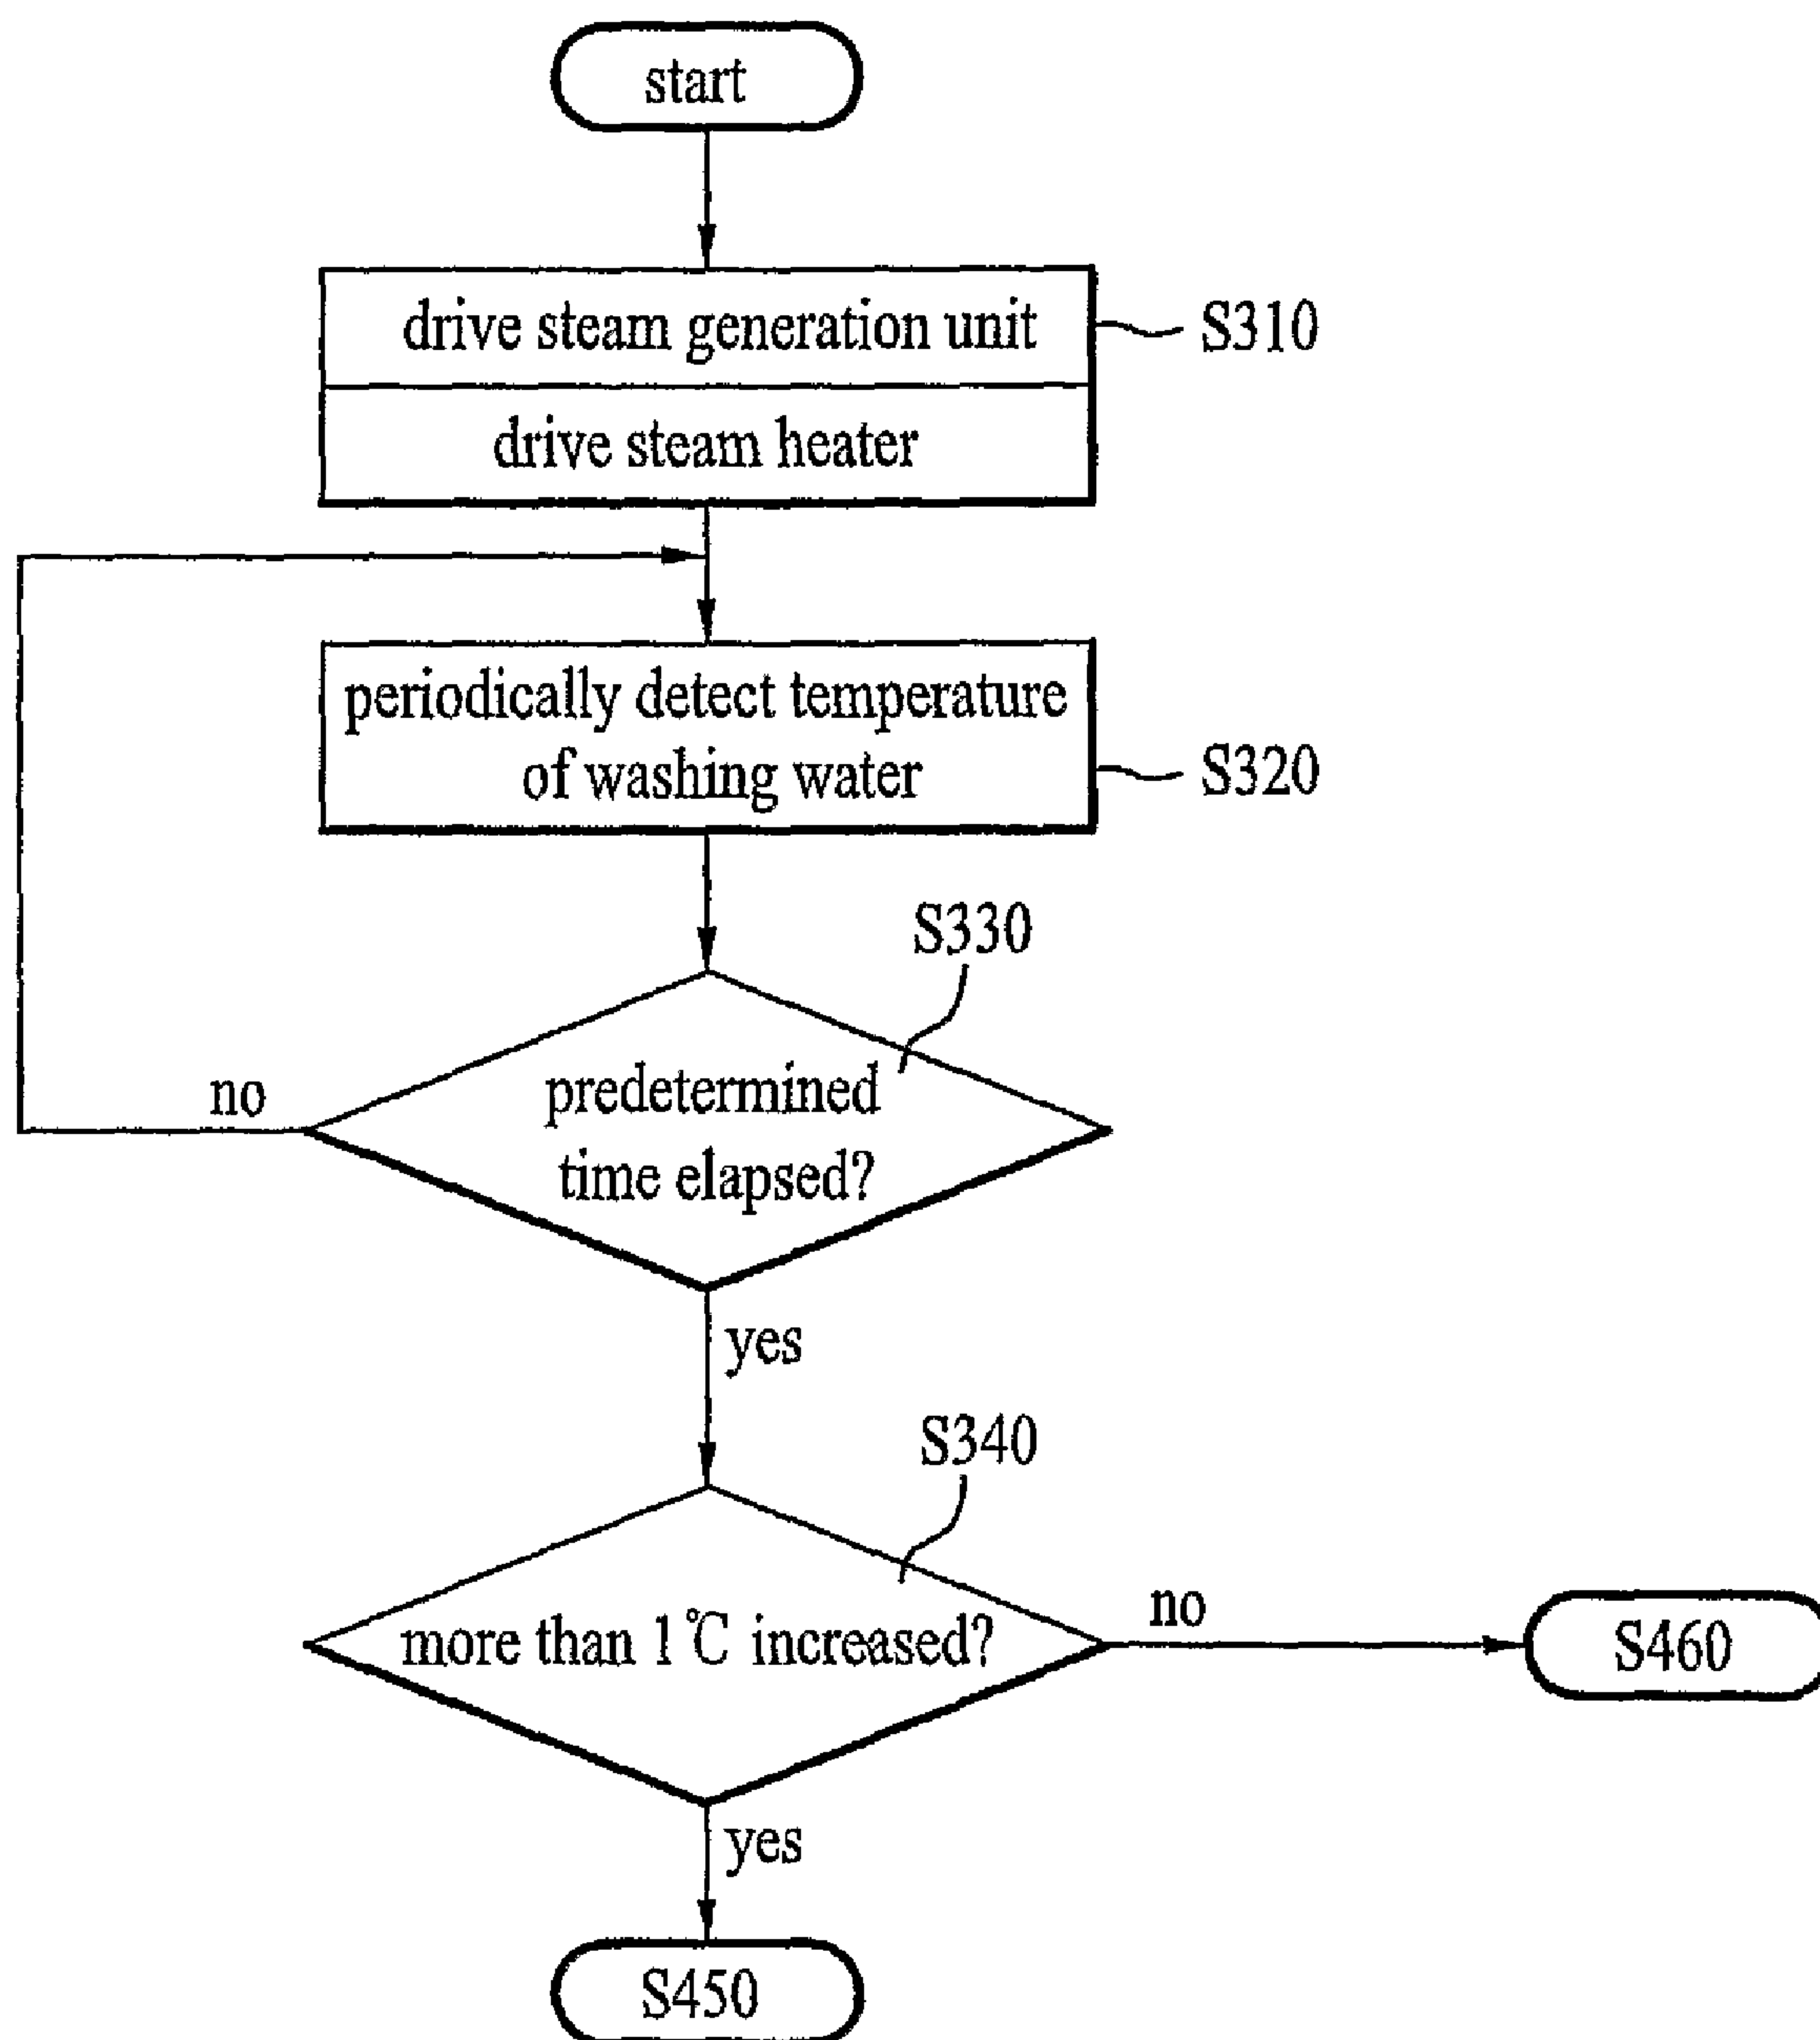 start
drive steam generation unit
S310
drive steam heater
periodically detect temperature
of washing water
S320
S330
no
predetermined
time elapsed?
yes
S340
more than 1℃ increased?
no
S460
yes
S450